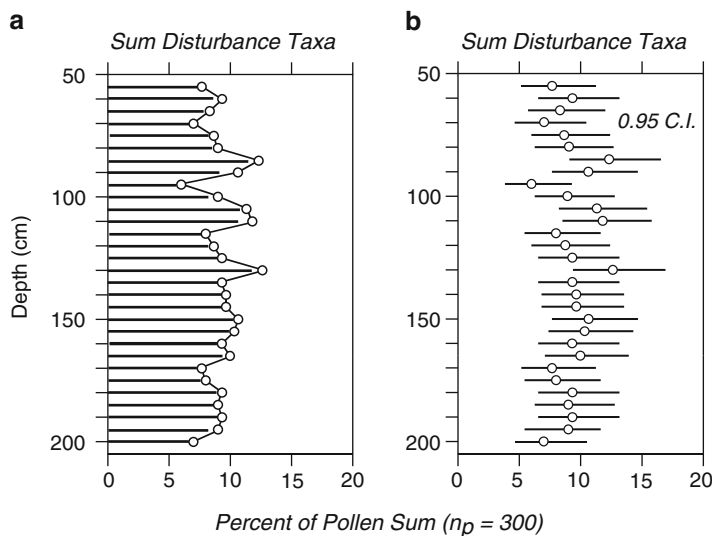 a
Sum Disturbance Taxa
50
100
150
200
Depth (cm)
0 5 10 15 20
b
Sum Disturbance Taxa
0.95 C.I.
50
100
150
200
0 5 10 15 20
Percent of Pollen Sum (np = 300)